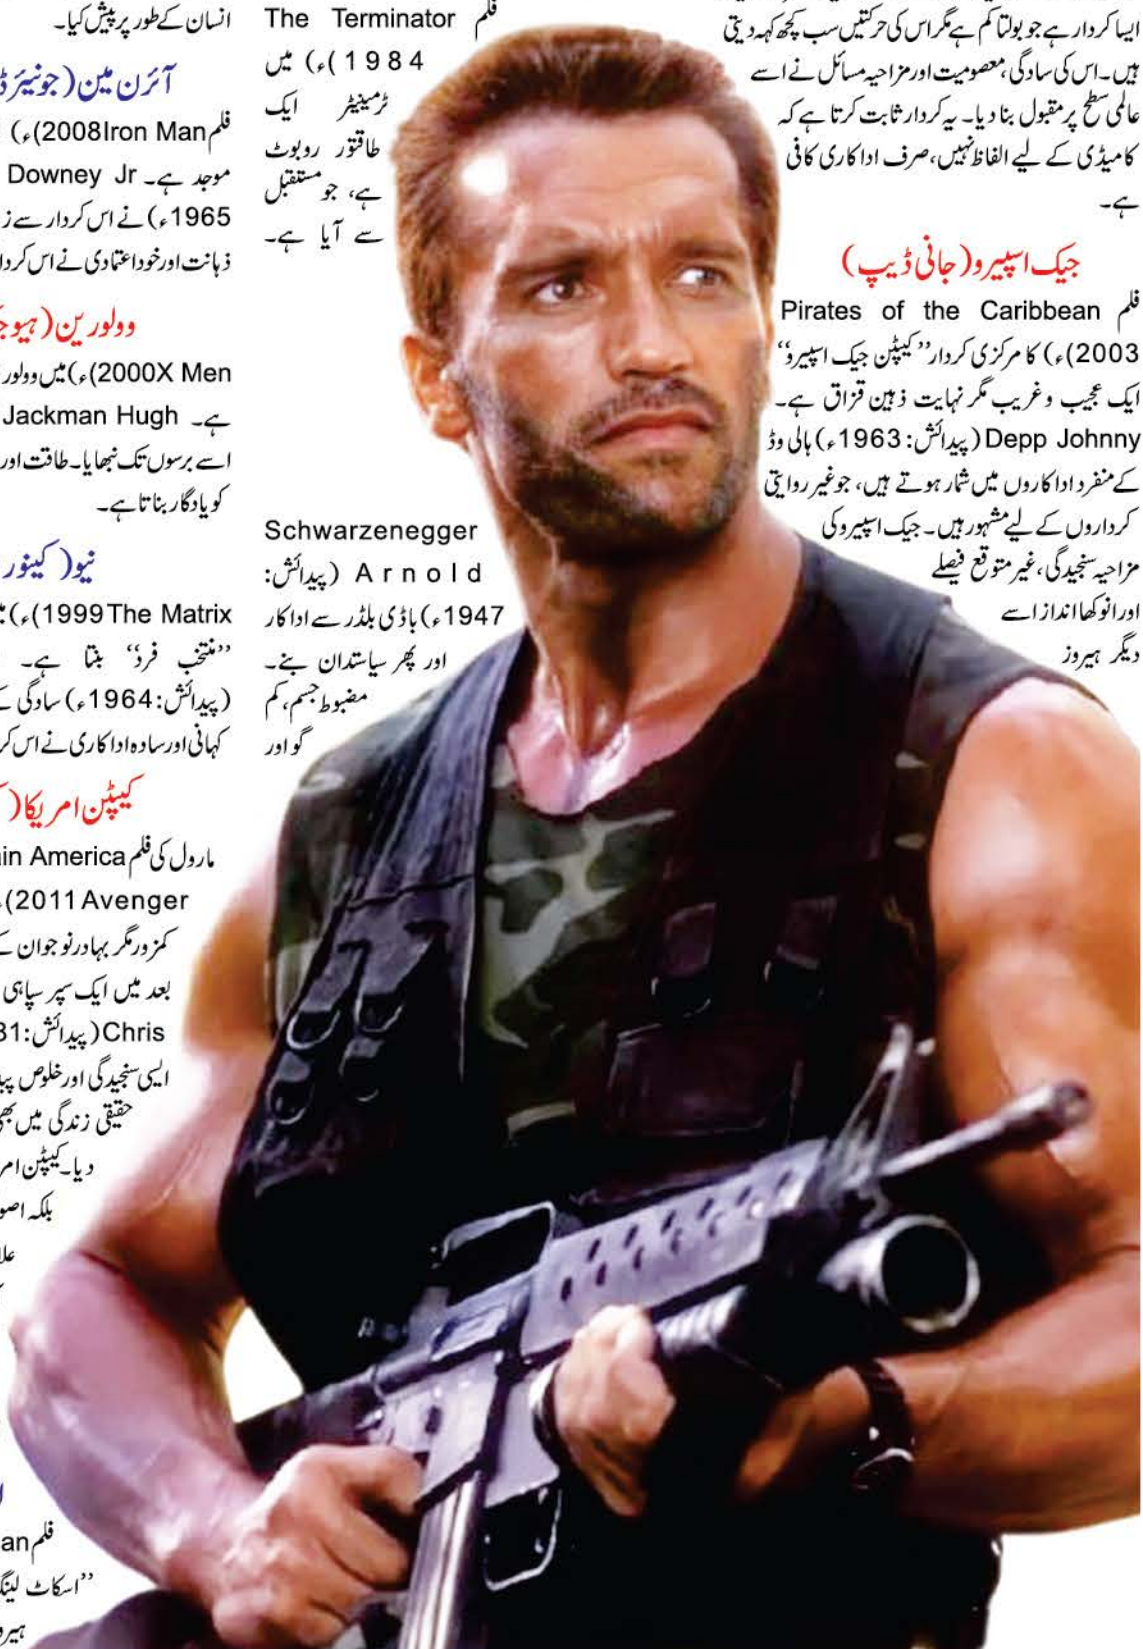 ایسا کردار ہے جو بولتا کم ہے مگر اس کی حرکتیں سب کچھ کہہ دیتی
ہیں۔ اس کی سادگی، معصومیت اور مزاحیہ مسائل نے اسے
عالمی سطح پر مقبول بنا دیا۔ یہ کردار ثابت کرتا ہے کہ
کامیڈی کے لیے الفاظ نہیں، صرف اداکاری کافی
ہے۔
جیک اسپیرو (جانی ڈیپ)
فلم Pirates of the Caribbean
(2003ء) کا مرکزی کردار ”کیپٹن جیک اسپیرو“
ایک عجیب و غریب مگر نہایت ذہین قزاق ہے۔
Depp Johnny (پیدائش: 1963ء) ہالی وڈ
کے منفرد اداکاروں میں شمار ہوتے ہیں، جو غیر روایتی
کرداروں کے لیے مشہور ہیں۔ جیک اسپیرو کی
مزاحیہ سنجیدگی، غیر متوقع فیصلے
اور انوکھا انداز اسے
دیگر ہیروز
فلم The Terminator
(1984ء) میں
ٹرمینیٹر ایک
طاقتور روبوٹ
ہے، جو مستقبل
سے آیا ہے۔
Schwarzenegger
Arnold (پیدائش:
1947ء) باڈی بلڈر سے اداکار
اور پھر سیاستدان بنے۔
مضبوط جسم، کم
گو اور
انسان کے طور پر پیش کیا۔
آئرن مین (جونیئر
فلم Iron Man 2008ء)
موجد ہے۔ Downey Jr
1965ء) نے اس کردار سے
ذہانت اور خود اعتمادی نے اس
وولورین (ہیو
X Men 2000ء) میں
ہے۔ Jackman Hugh
اسے برسوں تک نبھایا۔ طاقت اور
کو یادگار بناتا ہے۔
نیو (کینو
The Matrix 1999ء)
”منتخب فرد“ بنتا ہے۔
(پیدائش: 1964ء) سادگی
کہانی اور سادہ اداکاری نے اس
کیپٹن امریکا (
مارول کی فلم America
Avenger 2011)
کمزور مگر بہادر نوجوان
بعد میں ایک سپر سپاہی
Chris (پیدائش:
ایسی سنجیدگی اور خلوص
حقیقی زندگی میں
دیا۔ کیپٹن
بلکہ
فلم
”اسکاٹ